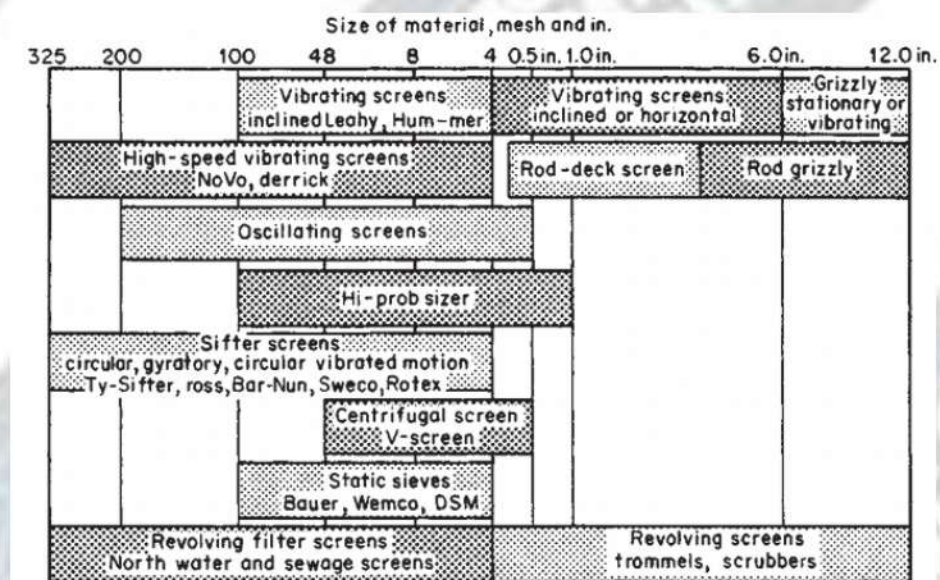 Size of material, mesh and in.
325 200 100 48 8 4 0.5 in. 1.0 in. 6.0 in. 12.0 in.
Vibrating screens
inclined Leahy, Hum-mer
Vibrating screens
inclined or horizontal
Grizzly
stationary or
vibrating
High-speed vibrating screens
NoVo, derrick
Rod-deck screen
Rod grizzly
Oscillating screens
Hi-prob sizer
Sifter screens
circular, gyratory, circular vibrated motion
Ty-Sifter, ross, Bar-Nun, Sweco, Rotex
Centrifugal screen
V-screen
Static sieves
Bauer, Wemco, DSM
Revolving filter screens
North water and sewage screens
Revolving screens
trommels, scrubbers